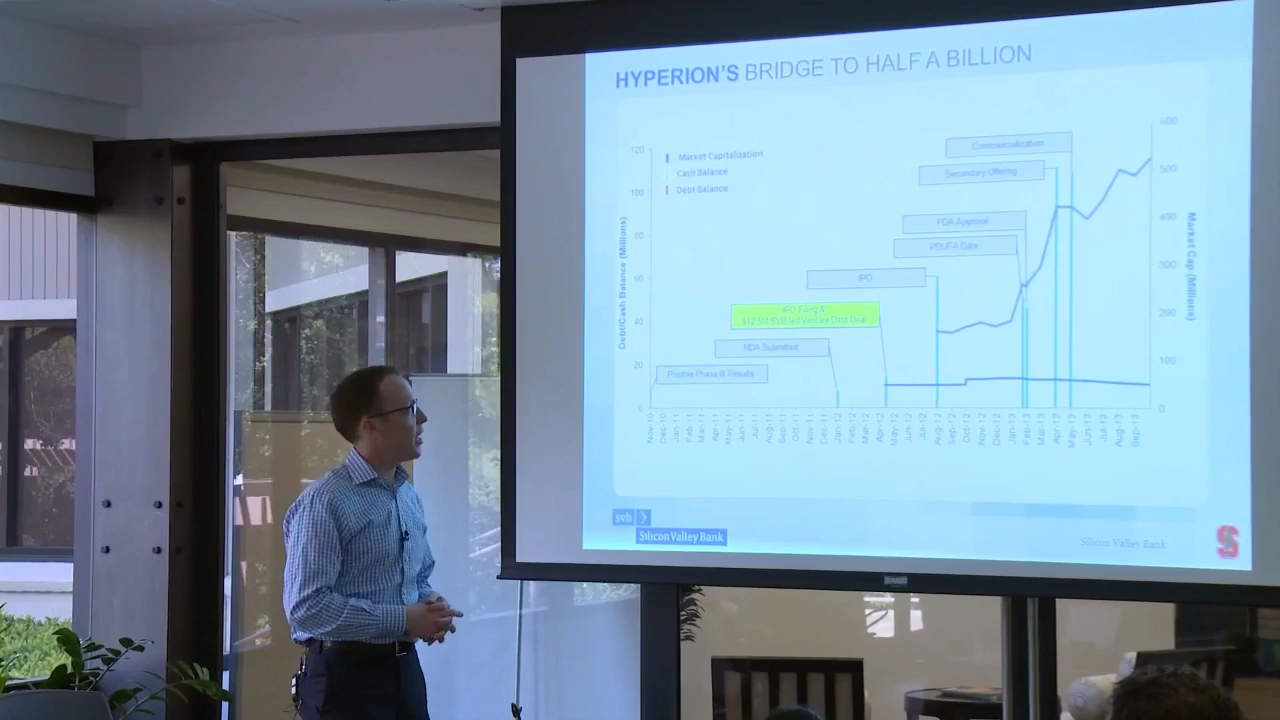 HYPERION'S BRIDGE TO HALF A BILLION
Market Capitalization
Cash Balance
Debt Balance
Commercialization
Secondary Offering
FDA Approval
PDUFA Date
IPO
IPO Filing &
$12.5M SVB-led Venture Debt Deal
NDA Submitted
Positive Phase III Results
Debt/Cash Balance (Millions)
120
100
80
60
40
20
0
Market Cap (Millions)
600
500
400
300
200
100
0
Nov-10
Dec-10
Jan-11
Feb-11
Mar-11
Apr-11
May-11
Jun-11
Jul-11
Aug-11
Sep-11
Oct-11
Nov-11
Dec-11
Jan-12
Feb-12
Mar-12
Apr-12
May-12
Jun-12
Jul-12
Aug-12
Sep-12
Oct-12
Nov-12
Dec-12
Jan-13
Feb-13
Mar-13
Apr-13
May-13
Jun-13
Jul-13
Aug-13
Sep-13
svb
Silicon Valley Bank
Silicon Valley Bank
S